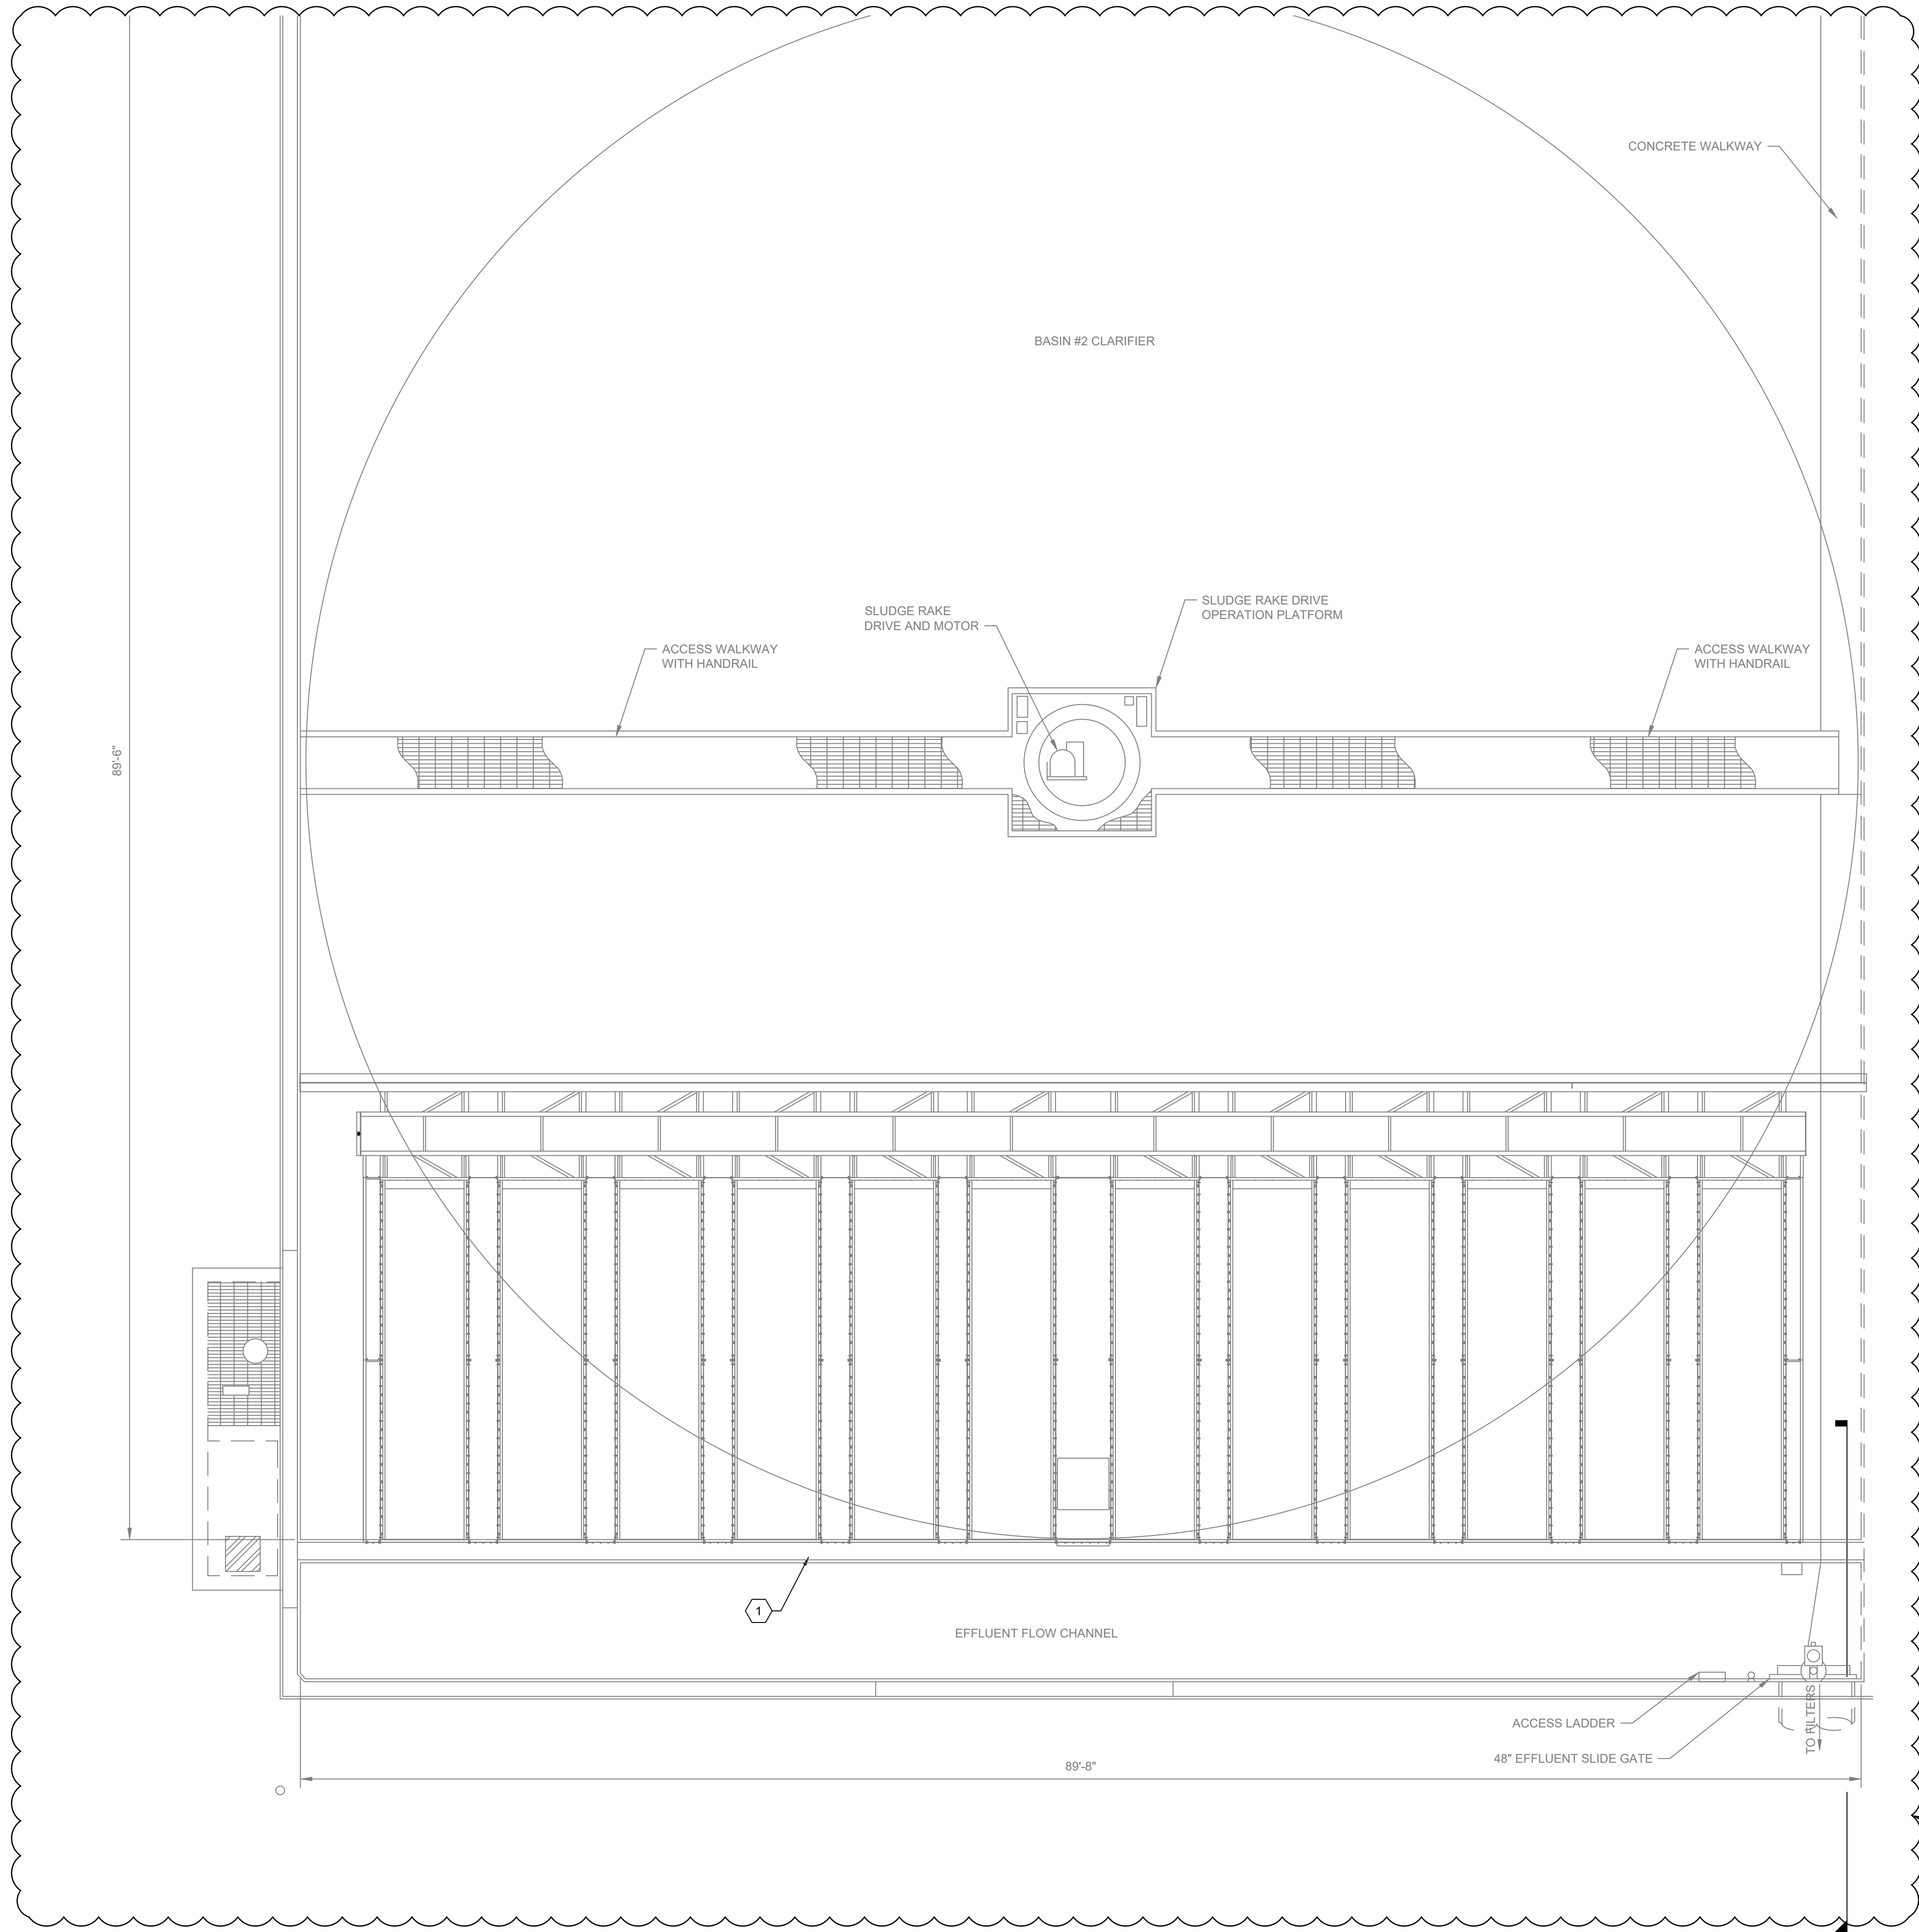 CONCRETE WALKWAY
BASIN #2 CLARIFIER
SLUDGE RAKE
DRIVE AND MOTOR
SLUDGE RAKE DRIVE
OPERATION PLATFORM
ACCESS WALKWAY
WITH HANDRAIL
ACCESS WALKWAY
WITH HANDRAIL
89'-6"
1
EFFLUENT FLOW CHANNEL
TO FILTERS
ACCESS LADDER
48" EFFLUENT SLIDE GATE
89'-8"